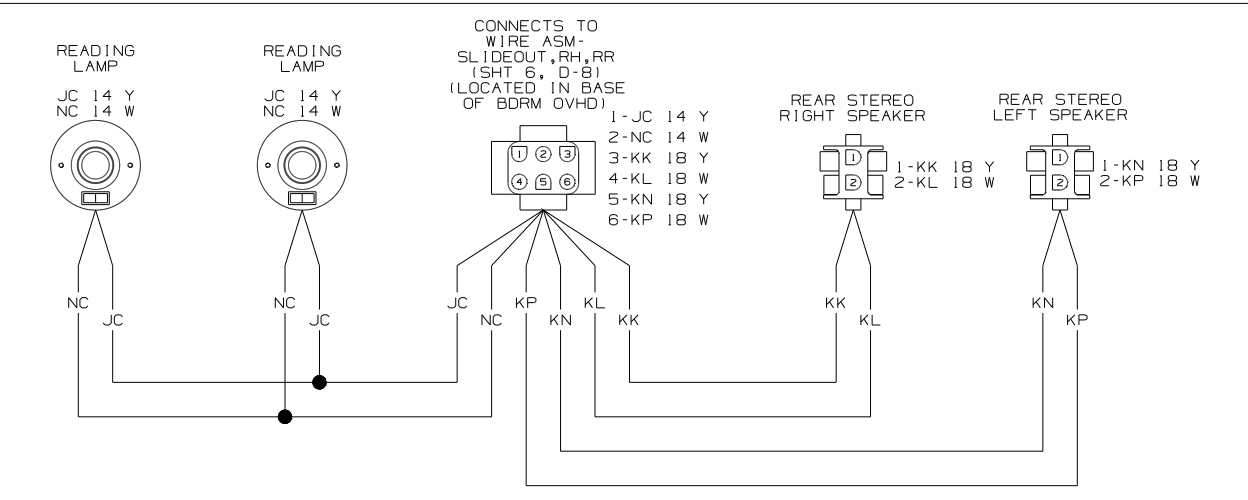 READING
LAMP
JC 14 Y
NC 14 W
READING
LAMP
JC 14 Y
NC 14 W
CONNECTS TO
WIRE ASM-
SLIDEOUT,RH,RR
(SHT 6, D-8)
(LOCATED IN BASE
OF BDRM OVHD)
1-JC 14 Y
2-NC 14 W
3-KK 18 Y
4-KL 18 W
5-KN 18 Y
6-KP 18 W
1 2 3
4 5 6
REAR STEREO
RIGHT SPEAKER
1
2
1-KK 18 Y
2-KL 18 W
REAR STEREO
LEFT SPEAKER
1
2
1-KN 18 Y
2-KP 18 W
NC
JC
NC
JC
JC
NC
KP
KN
KL
KK
KK
KL
KN
KP